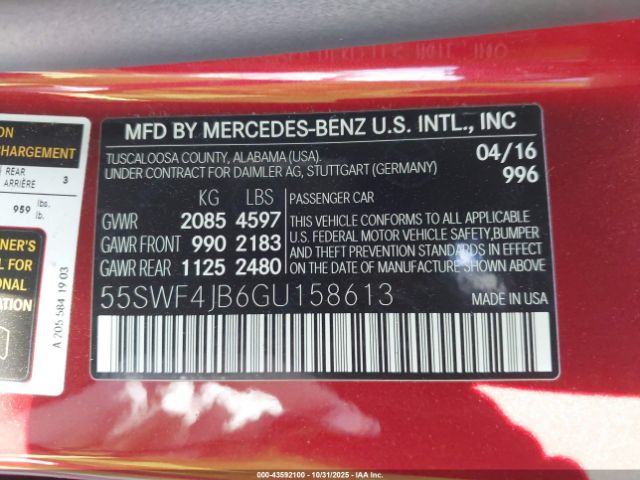 ON
CHARGEMENT
REAR 3
ARRIÈRE
959 lbs.
lb.
NER'S
L FOR
ONAL
A 205 584 19 03
MFD BY MERCEDES-BENZ U.S. INTL., INC
TUSCALOOSA COUNTY, ALABAMA (USA). 04/16
UNDER CONTRACT FOR DAIMLER AG, STUTTGART (GERMANY) 996
KG LBS PASSENGER CAR
GVWR 2085 4597
GAWR FRONT 990 2183
GAWR REAR 1125 2480
THIS VEHICLE CONFORMS TO ALL APPLICABLE
U.S. FEDERAL MOTOR VEHICLE SAFETY,BUMPER
AND THEFT PREVENTION STANDARDS IN EFFECT
ON THE DATE OF MANUFACTURE SHOWN ABOVE.
55SWF4JB6GU158613 MADE IN USA
000-43592100 - 10/31/2025 - IAA, Inc